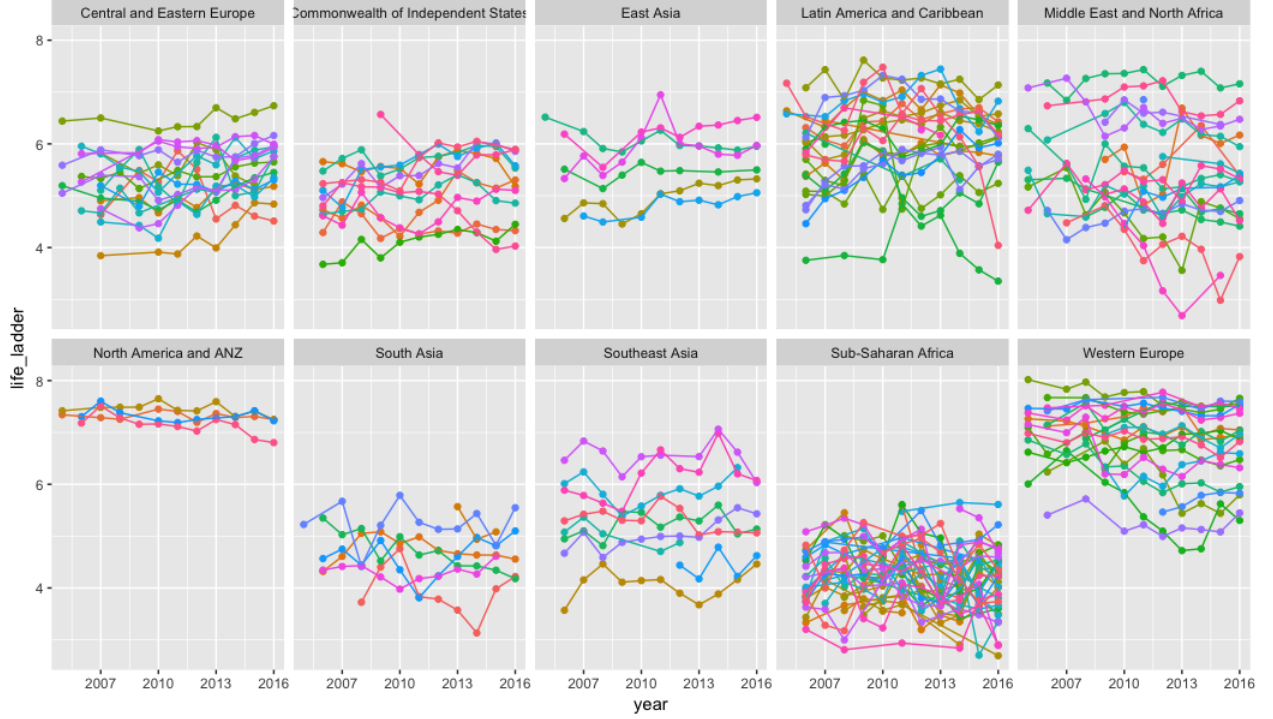 Central and Eastern Europe
Commonwealth of Independent States
East Asia
Latin America and Caribbean
Middle East and North Africa
8
6
4
life_ladder
North America and ANZ
South Asia
Southeast Asia
Sub-Saharan Africa
Western Europe
8
6
4
2007 2010 2013 2016
2007 2010 2013 2016
2007 2010 2013 2016
2007 2010 2013 2016
2007 2010 2013 2016
year